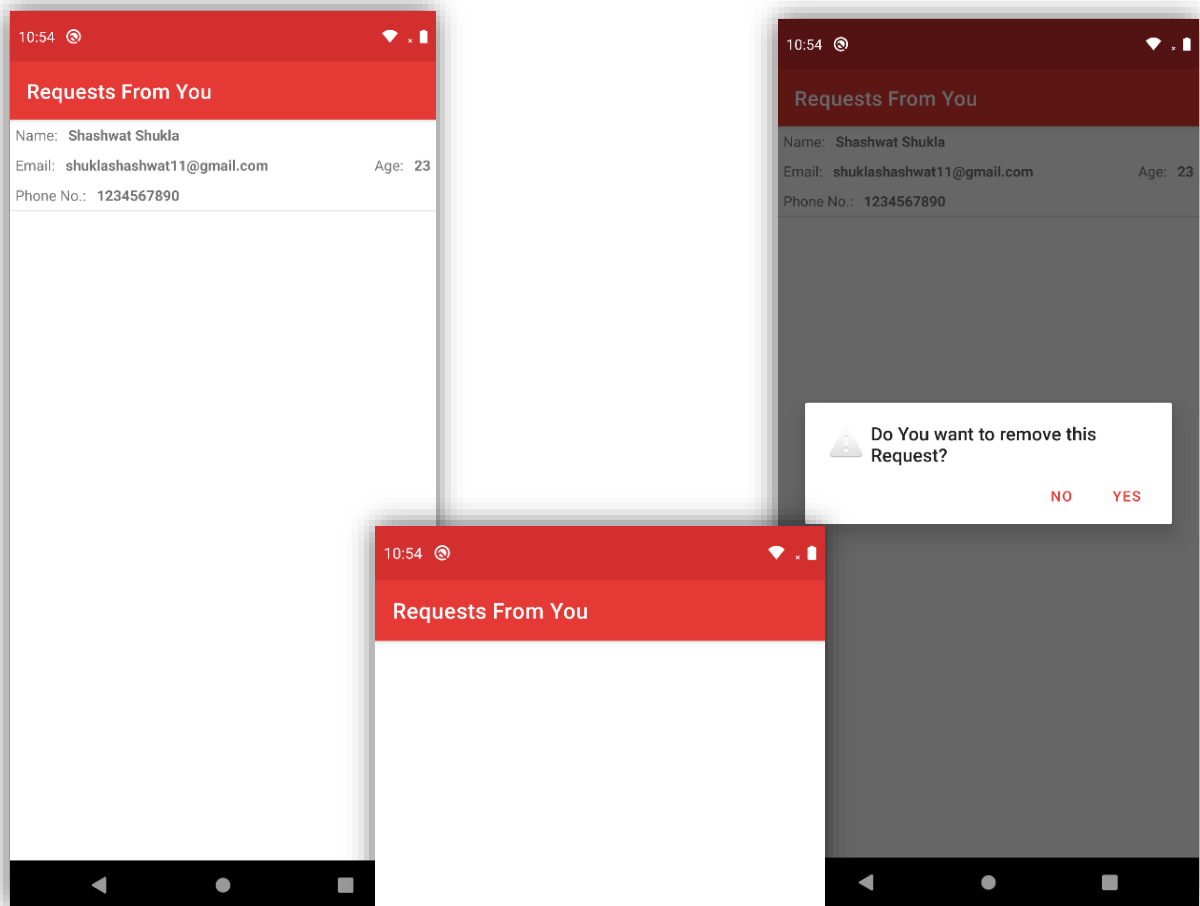 10:54
Requests From You
Name: Shashwat Shukla
Email: shuklashashwat11@gmail.com Age: 23
Phone No.: 1234567890
10:54
Requests From You
Name: Shashwat Shukla
Email: shuklashashwat11@gmail.com Age: 23
Phone No.: 1234567890
Do You want to remove this
Request?
NO YES
10:54
Requests From You